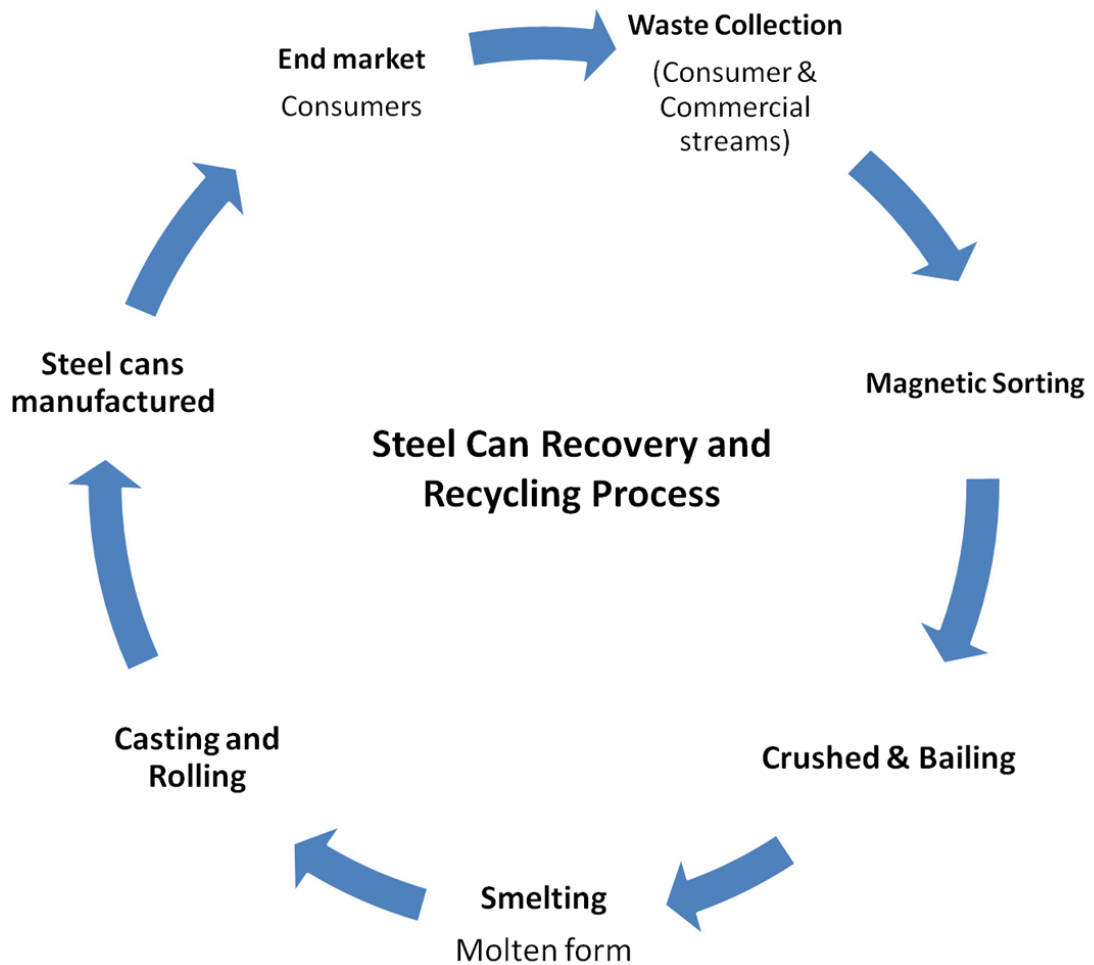 Steel Can Recovery and
Recycling Process
Waste Collection
(Consumer &
Commercial
streams)
Magnetic Sorting
Crushed & Bailing
Smelting
Molten form
Casting and
Rolling
Steel cans
manufactured
End market
Consumers